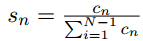 $s_n = \frac{c_n}{\sum_{i=1}^{N-1} c_n}$